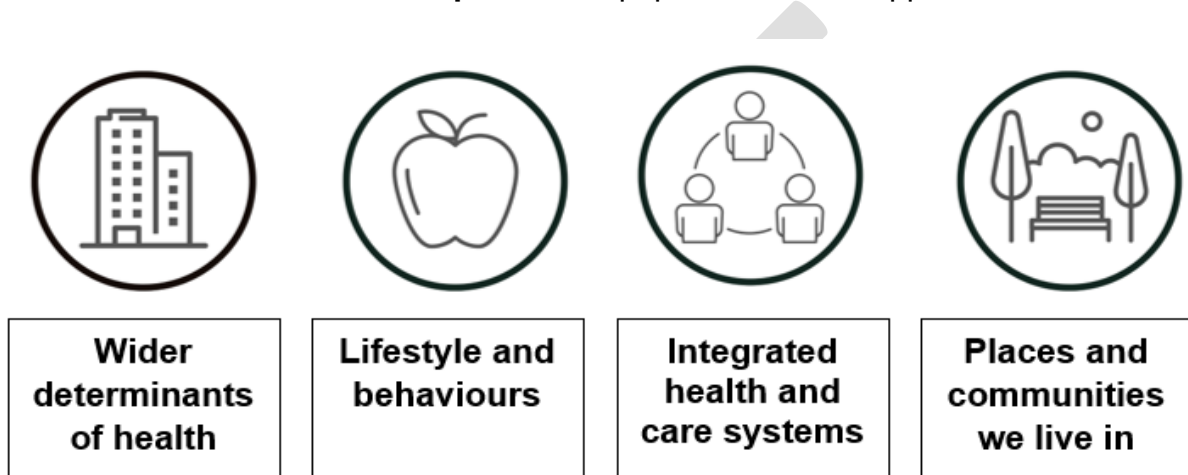 Wider
determinants
of health
Lifestyle and
behaviours
Integrated
health and
care systems
Places and
communities
we live in